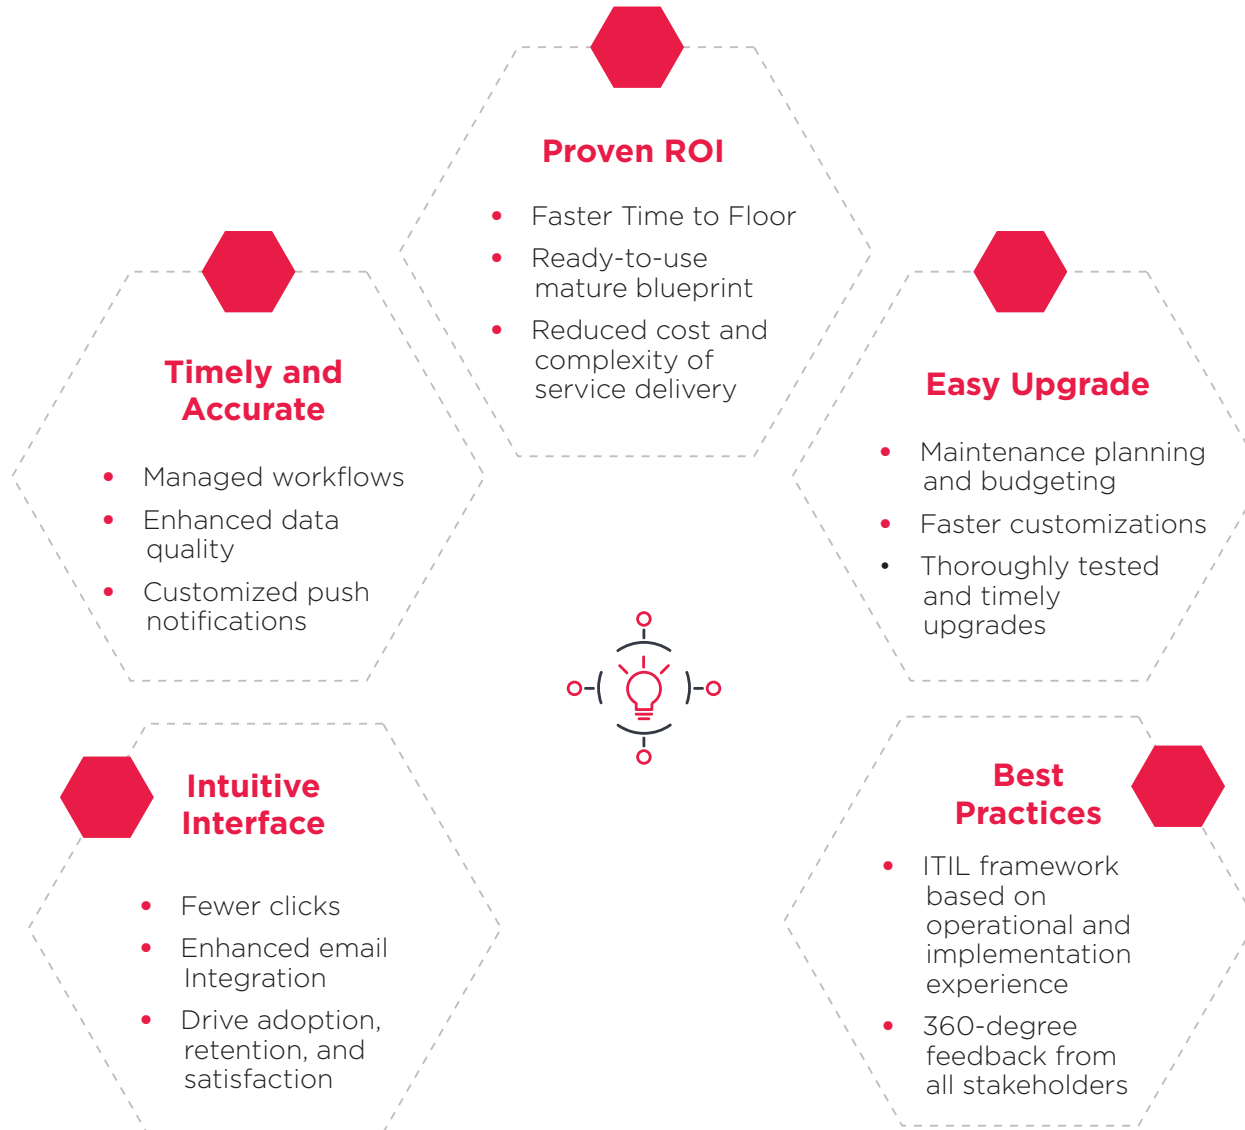 Proven ROI
• Faster Time to Floor
• Ready-to-use
mature blueprint
• Reduced cost and
complexity of
service delivery
Timely and
Accurate
• Managed workflows
• Enhanced data
quality
• Customized push
notifications
Easy Upgrade
• Maintenance planning
and budgeting
• Faster customizations
• Thoroughly tested
and timely
upgrades
Intuitive
Interface
• Fewer clicks
• Enhanced email
Integration
• Drive adoption,
retention, and
satisfaction
Best
Practices
• ITIL framework
based on
operational and
implementation
experience
• 360-degree
feedback from
all stakeholders